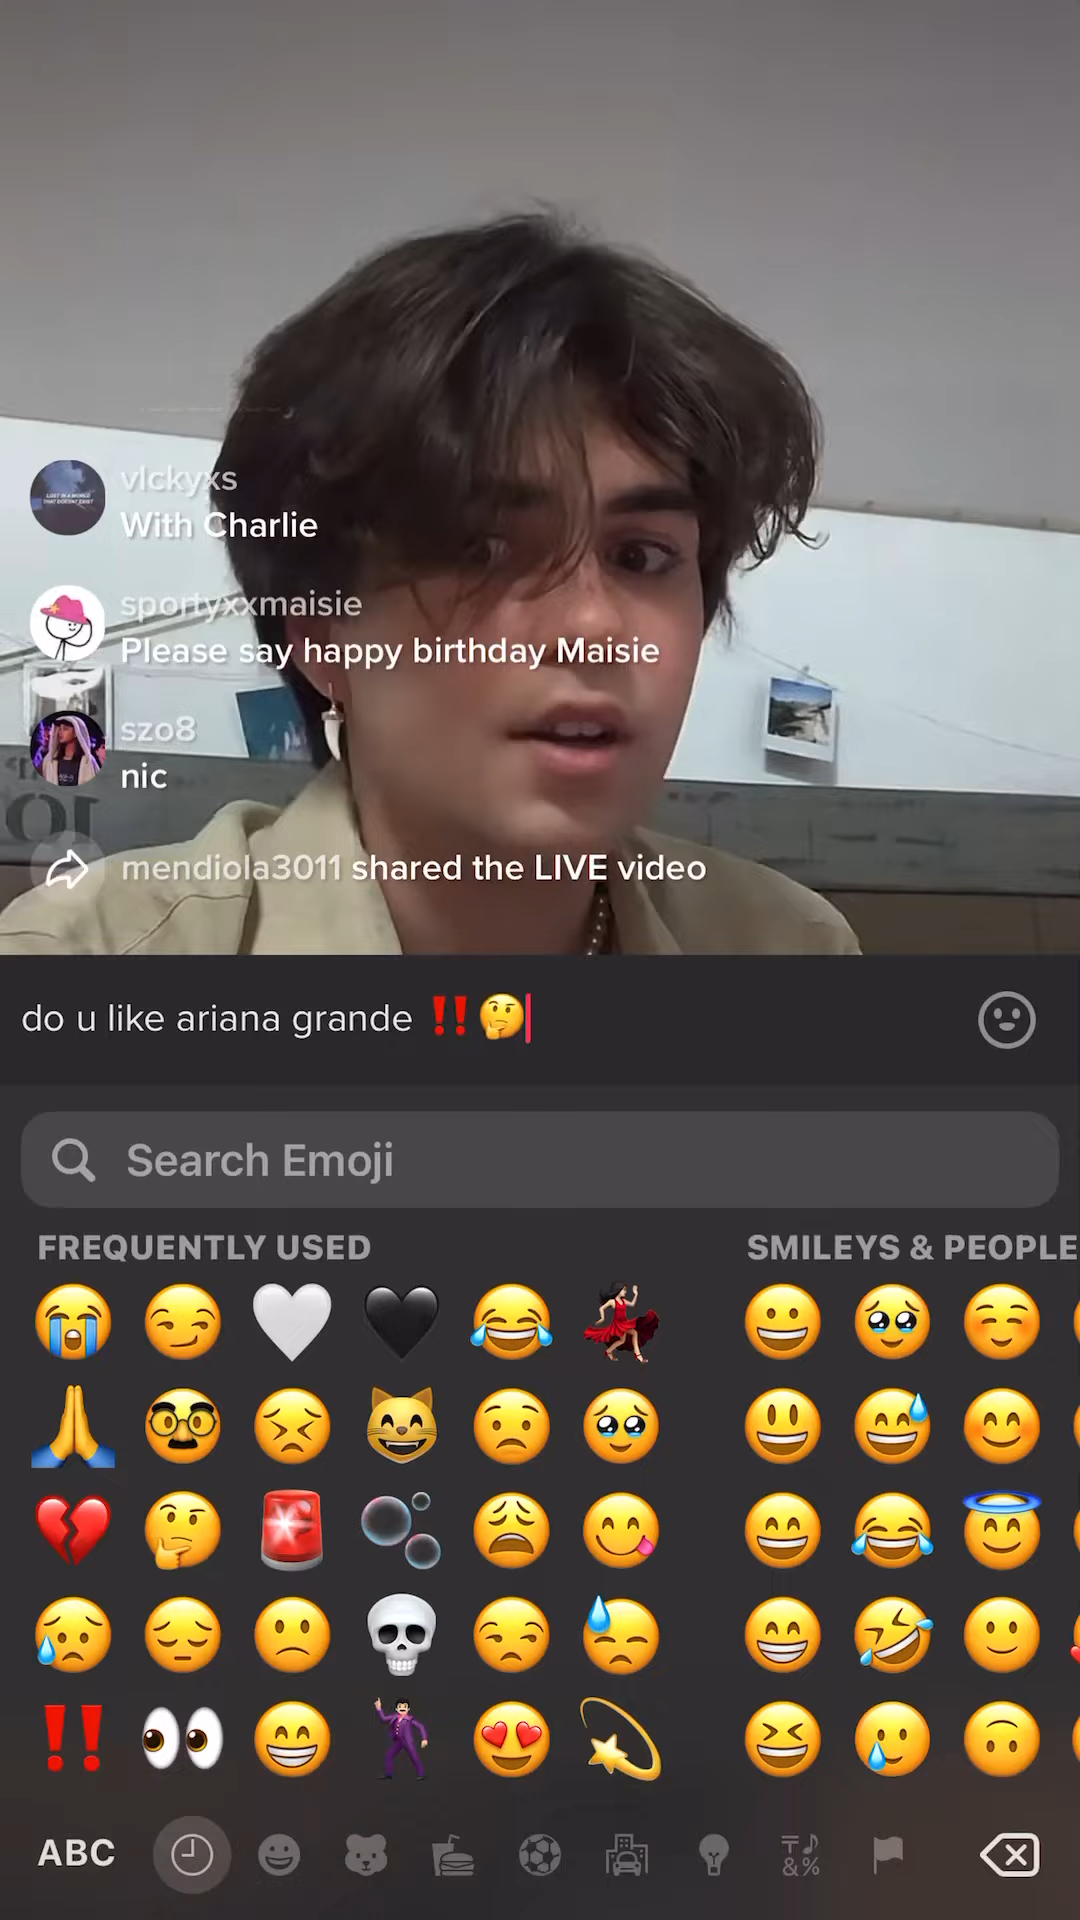 vlckyxs
With Charlie
sportyxxmaisie
Please say happy birthday Maisie
szo8
nic
mendiola3011 shared the LIVE video
do u like ariana grande ‼️🤔
Search Emoji
FREQUENTLY USED
SMILEYS & PEOPLE
ABC